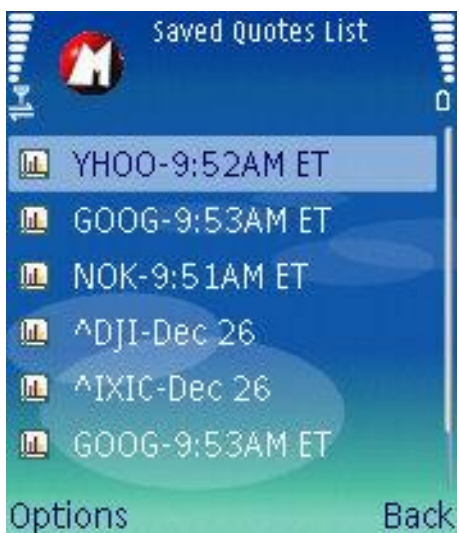 Saved Quotes List
M
YHOO-9:52AM ET
GOOG-9:53AM ET
NOK-9:51AM ET
^DJI-Dec 26
^IXIC-Dec 26
GOOG-9:53AM ET
Options Back